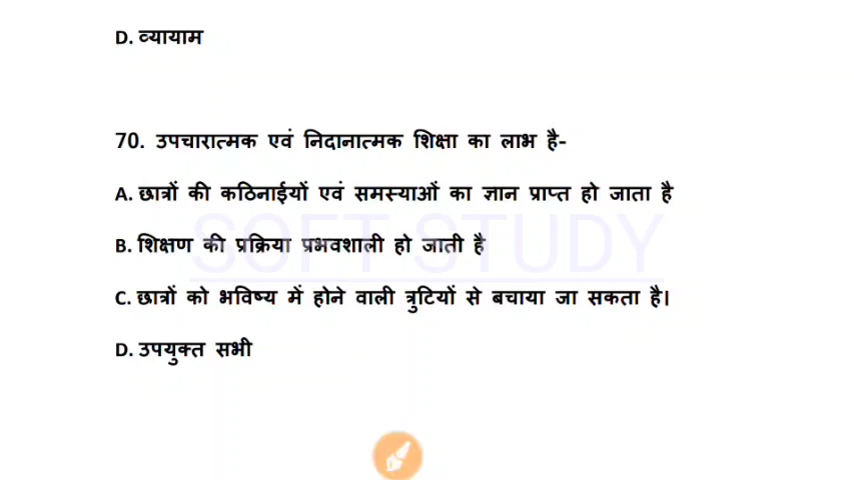 D. व्यायाम
70. उपचारात्मक एवं निदानात्मक शिक्षा का लाभ है-
A. छात्रों की कठिनाईयों एवं समस्याओं का ज्ञान प्राप्त हो जाता है
B. शिक्षण की प्रक्रिया प्रभवशाली हो जाती है
C. छात्रों को भविष्य में होने वाली त्रुटियों से बचाया जा सकता है।
D. उपयुक्त सभी
SOFT STUDY